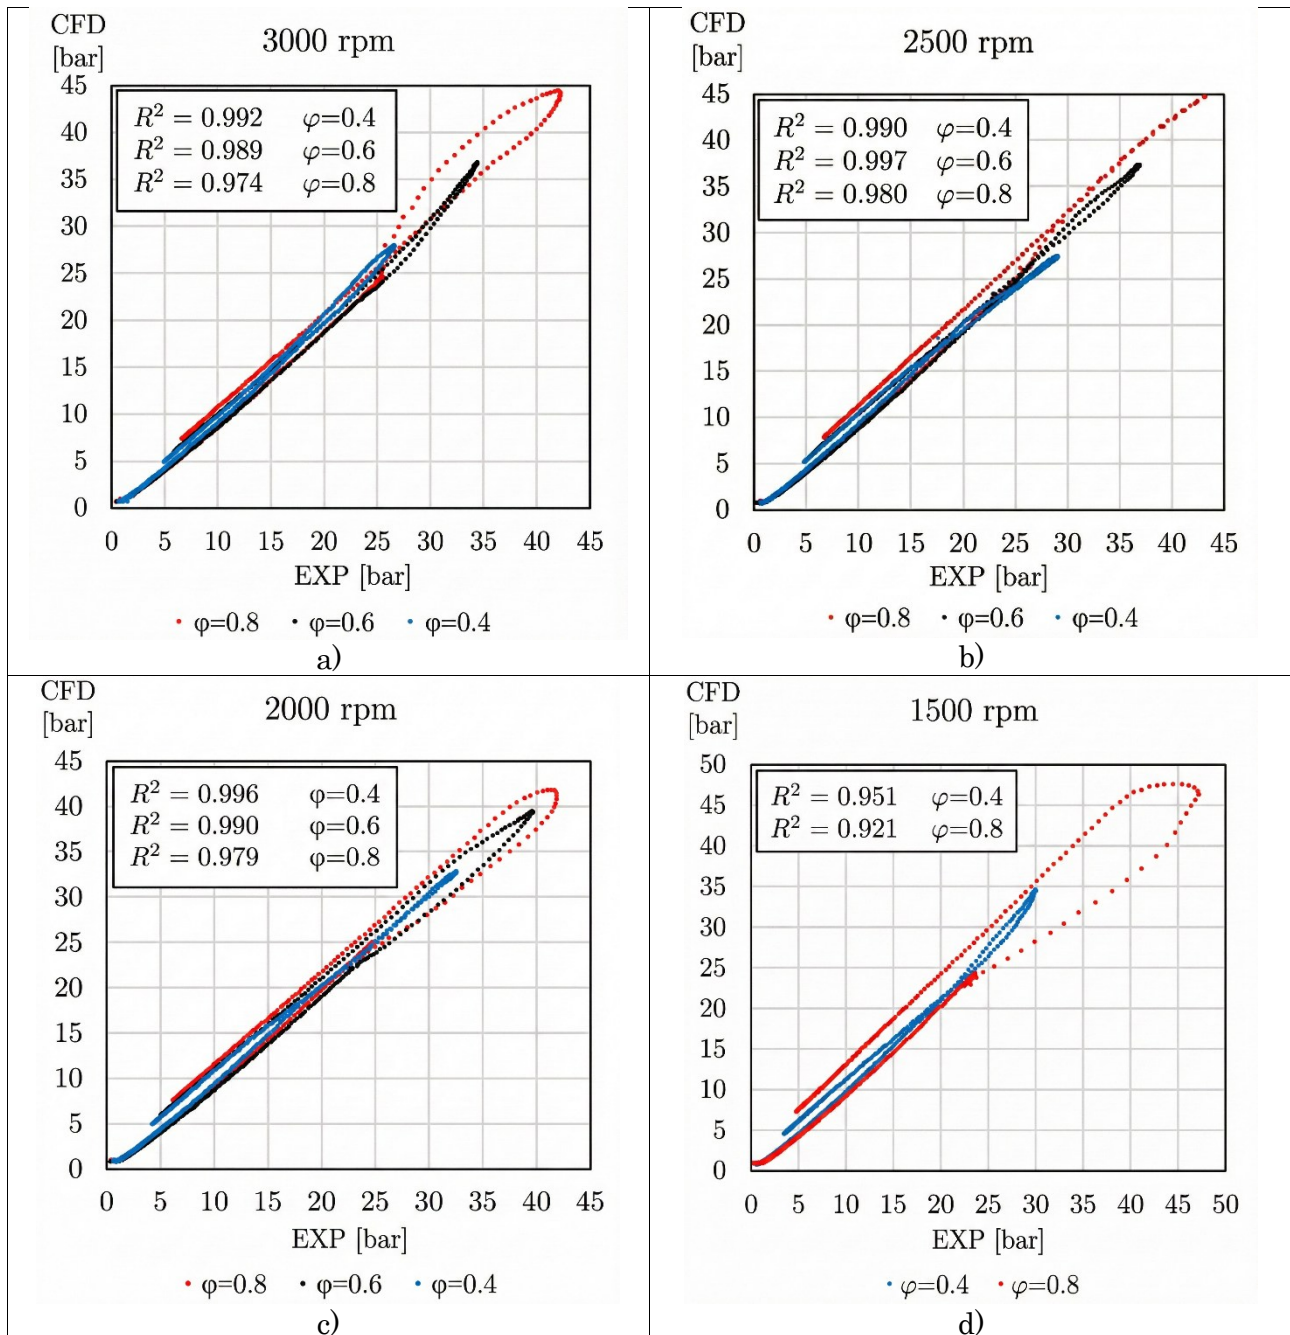 CFD
[bar]
3000 rpm
45
40
35
30
25
20
15
10
5
0
R² = 0.992 φ=0.4
R² = 0.989 φ=0.6
R² = 0.974 φ=0.8
0 5 10 15 20 25 30 35 40 45
EXP [bar]
φ=0.8 φ=0.6 φ=0.4
a)
CFD
[bar]
2500 rpm
45
40
35
30
25
20
15
10
5
0
R² = 0.990 φ=0.4
R² = 0.997 φ=0.6
R² = 0.980 φ=0.8
0 5 10 15 20 25 30 35 40 45
EXP [bar]
φ=0.8 φ=0.6 φ=0.4
b)
CFD
[bar]
2000 rpm
45
40
35
30
25
20
15
10
5
0
R² = 0.996 φ=0.4
R² = 0.990 φ=0.6
R² = 0.979 φ=0.8
0 5 10 15 20 25 30 35 40 45
EXP [bar]
φ=0.8 φ=0.6 φ=0.4
c)
CFD
[bar]
1500 rpm
50
45
40
35
30
25
20
15
10
5
0
R² = 0.951 φ=0.4
R² = 0.921 φ=0.8
0 5 10 15 20 25 30 35 40 45 50
EXP [bar]
φ=0.4 φ=0.8
d)